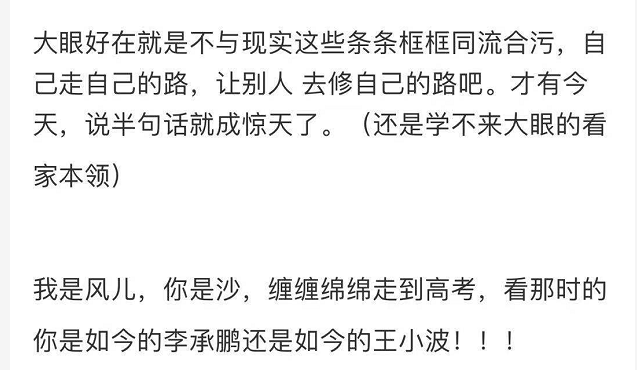 大眼好在就是不与现实这些条条框框同流合污，自
己走自己的路，让别人 去修自己的路吧。才有今
天，说半句话就成惊天了。（还是学不来大眼的看
家本领）
我是风儿，你是沙，缠缠绵绵走到高考，看那时的
你是如今的李承鹏还是如今的王小波！！！